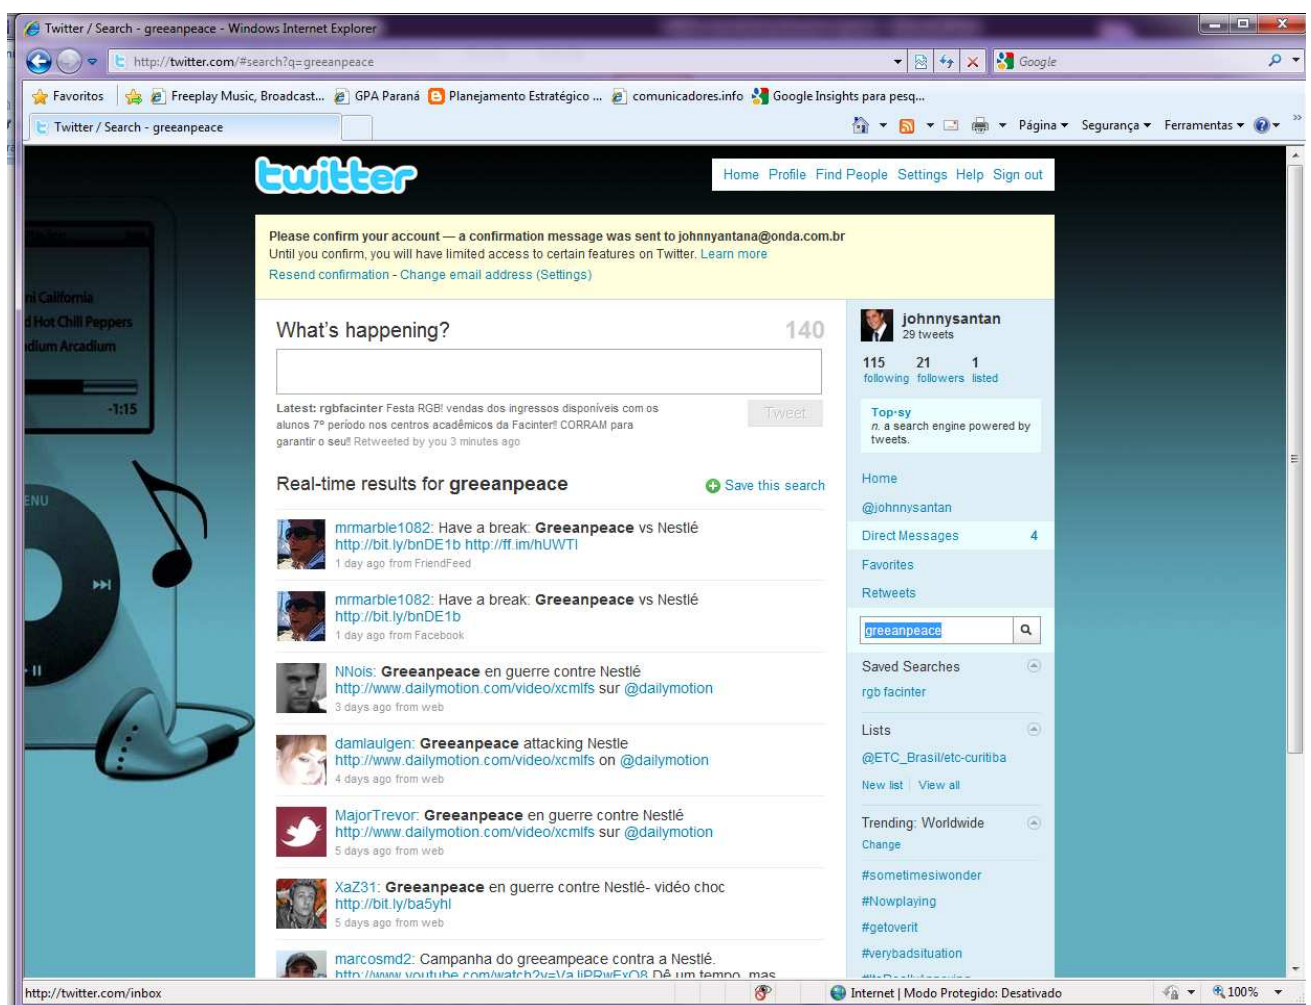 Twitter / Search - greeanpeace - Windows Internet Explorer
http://twitter.com/#search?q=greeanpeace
Google
Favoritos
Freeplay Music, Broadcast...
GPA Paraná
Planejamento Estratégico ...
comunicadores.info
Google Insights para pesq...
Twitter / Search - greeanpeace
Página
Segurança
Ferramentas
twitter
Home Profile Find People Settings Help Sign out
Please confirm your account — a confirmation message was sent to johnnyantana@onda.com.br
Until you confirm, you will have limited access to certain features on Twitter. Learn more
Resend confirmation - Change email address (Settings)
ni California
d Hot Chili Peppers
adium Arcadium
-1:15
ENU
What's happening?
140
Latest: rgbfacinter Festa RGB! vendas dos ingressos disponíveis com os
alunos 7º período nos centros acadêmicos da Facinter!! CORRAM para
garantir o seu!! Retweeted by you 3 minutes ago
Tweet
Real-time results for greeanpeace
Save this search
mrmarble1082: Have a break: Greeanpeace vs Nestlé
http://bit.ly/bnDE1b http://ff.im/hUWTI
1 day ago from FriendFeed
mrmarble1082: Have a break: Greeanpeace vs Nestlé
http://bit.ly/bnDE1b
1 day ago from Facebook
NNois: Greeanpeace en guerre contre Nestlé
http://www.dailymotion.com/video/xcmlfs sur @dailymotion
3 days ago from web
damlaulgen: Greeanpeace attacking Nestle
http://www.dailymotion.com/video/xcmlfs on @dailymotion
4 days ago from web
MajorTrevor: Greeanpeace en guerre contre Nestlé
http://www.dailymotion.com/video/xcmlfs sur @dailymotion
5 days ago from web
XaZ31: Greeanpeace en guerre contre Nestlé- vidéo choc
http://bit.ly/ba5yhl
5 days ago from web
marcosmd2: Campanha do greeampeace contra a Nestlé.
Dê um tempo, mas
johnnysantan
29 tweets
115 21 1
following followers listed
Top·sy
n. a search engine powered by
tweets.
Home
@johnnysantan
Direct Messages 4
Favorites
Retweets
greeanpeace
Saved Searches
rgb facinter
Lists
@ETC_Brasil/etc-curitiba
New list View all
Trending: Worldwide
Change
#sometimesiwonder
#Nowplaying
#getoverit
#verybadsituation
http://twitter.com/inbox
Internet | Modo Protegido: Desativado
100%